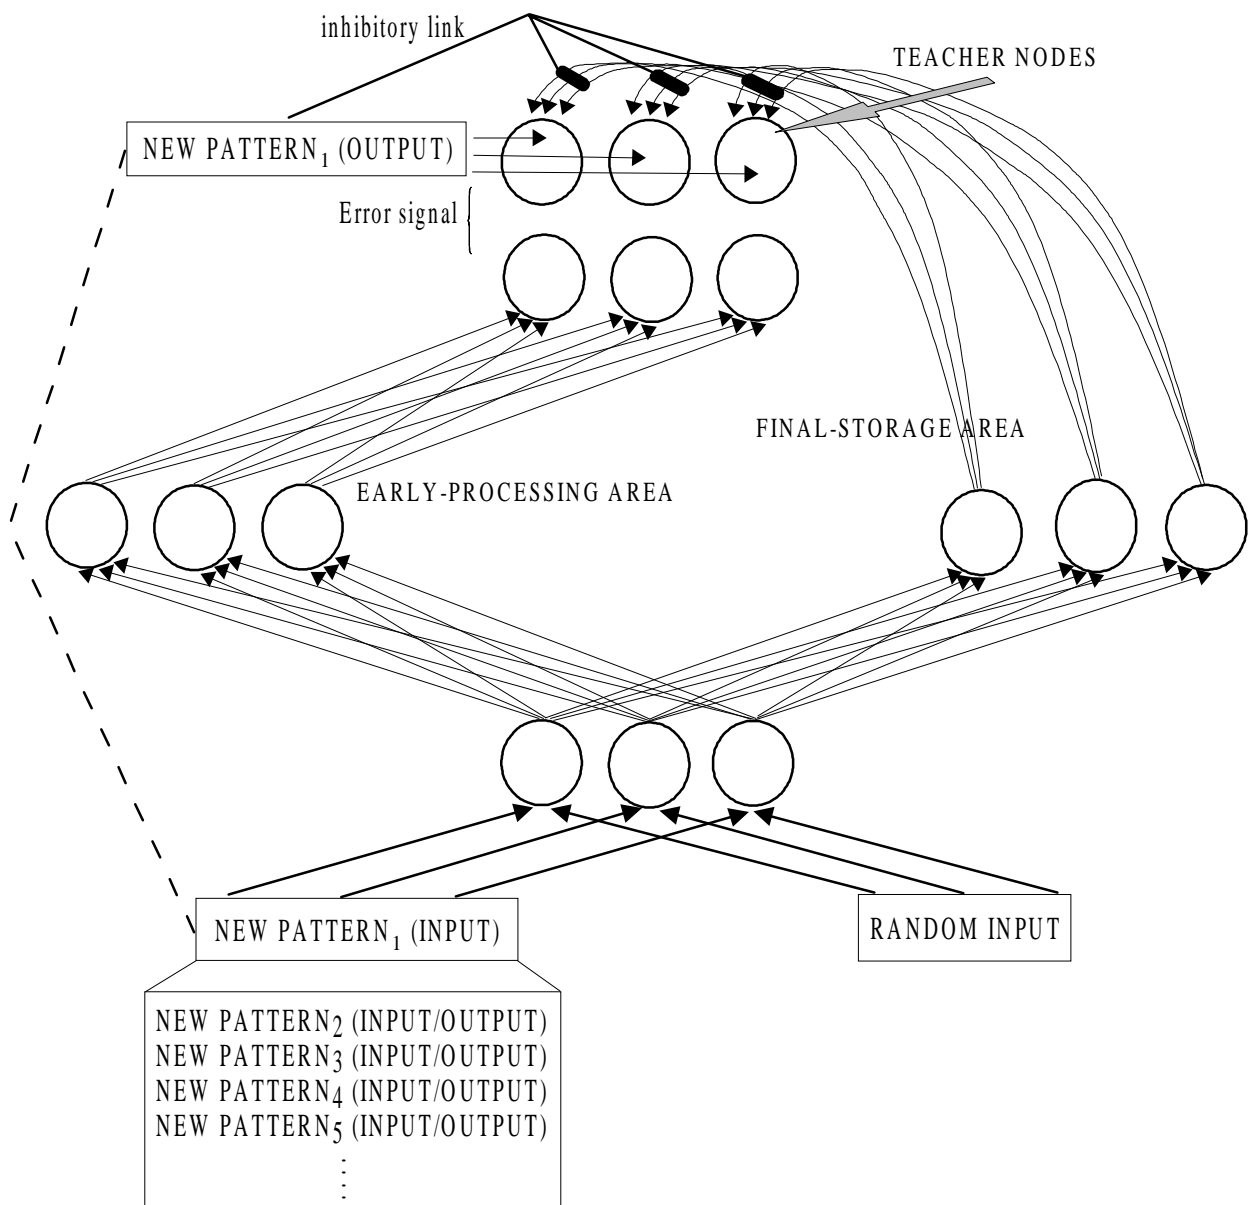 inhibitory link
TEACHER NODES
NEW PATTERN1 (OUTPUT)
Error signal
FINAL-STORAGE AREA
EARLY-PROCESSING AREA
NEW PATTERN1 (INPUT)
RANDOM INPUT
NEW PATTERN2 (INPUT/OUTPUT)
NEW PATTERN3 (INPUT/OUTPUT)
NEW PATTERN4 (INPUT/OUTPUT)
NEW PATTERN5 (INPUT/OUTPUT)